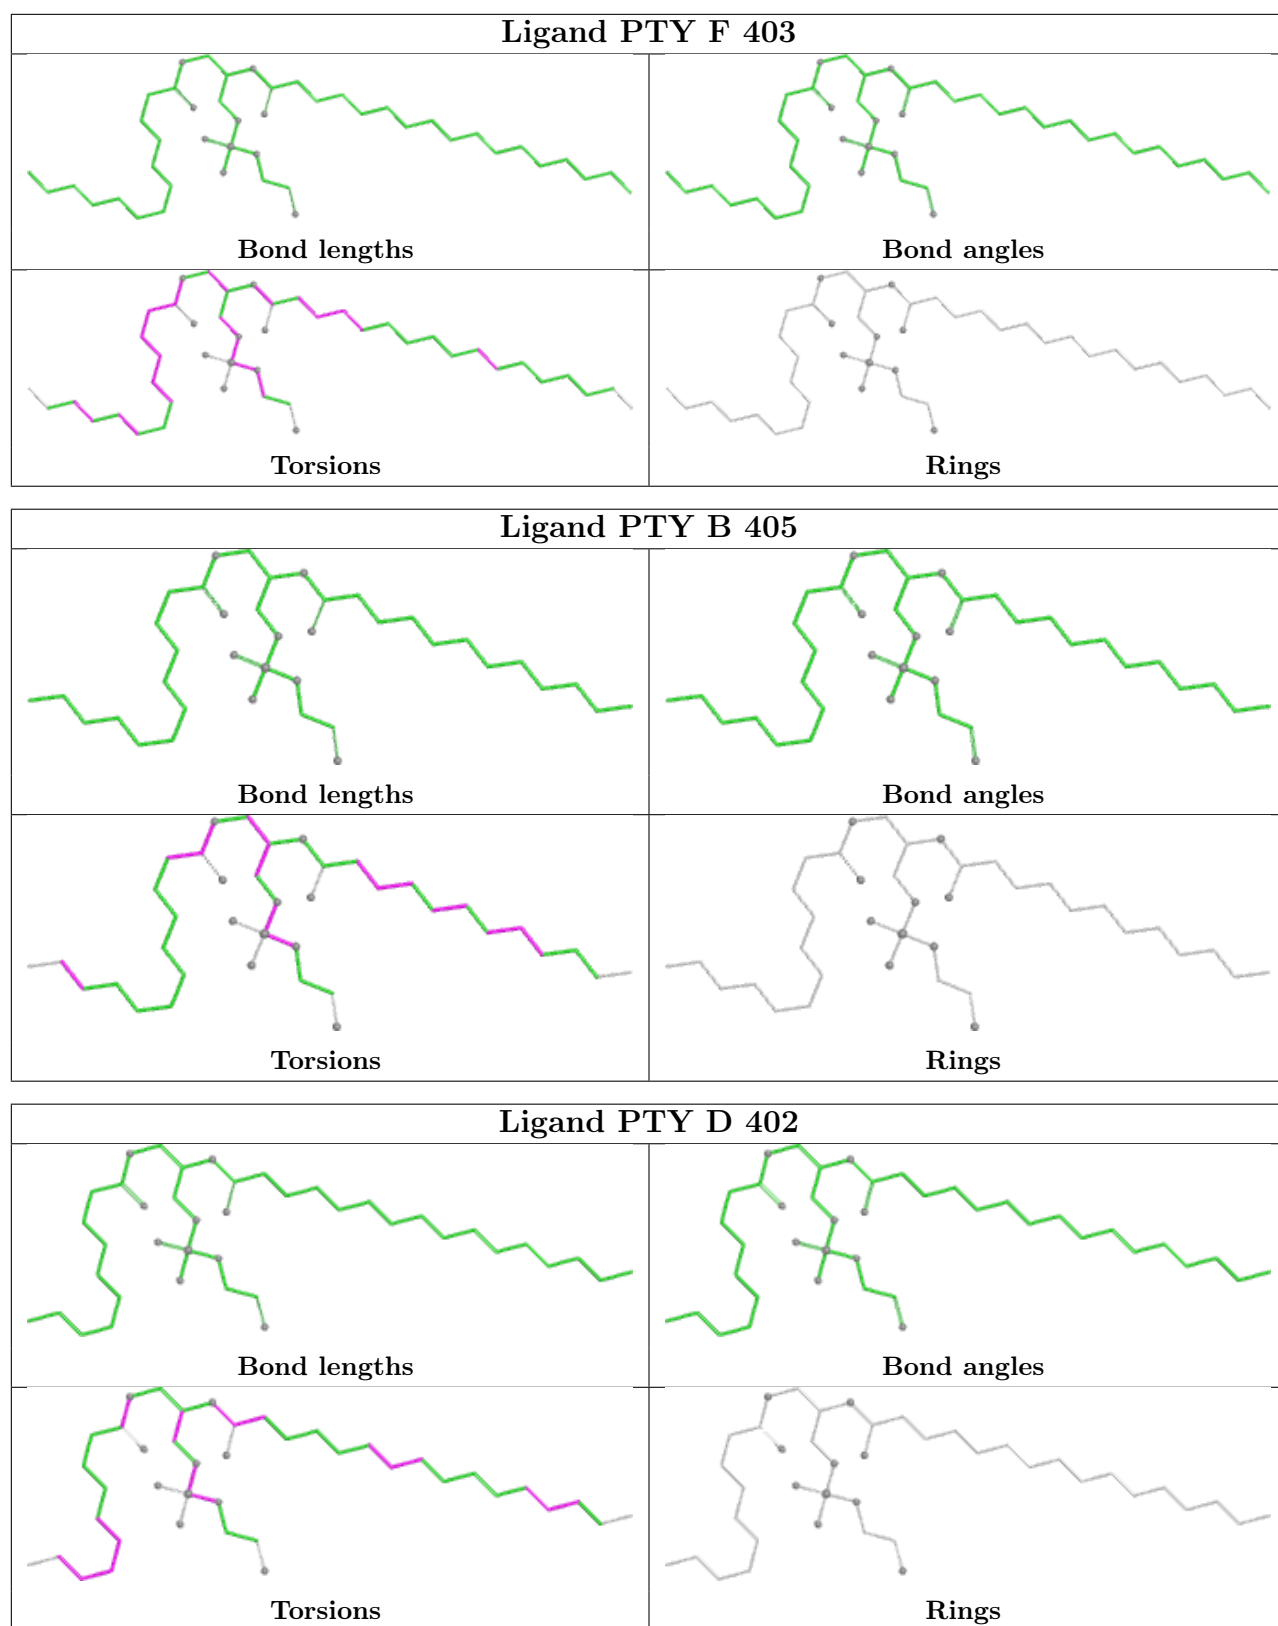 Ligand PTY F 403
Bond lengths
Bond angles
Torsions
Rings
Ligand PTY B 405
Bond lengths
Bond angles
Torsions
Rings
Ligand PTY D 402
Bond lengths
Bond angles
Torsions
Rings